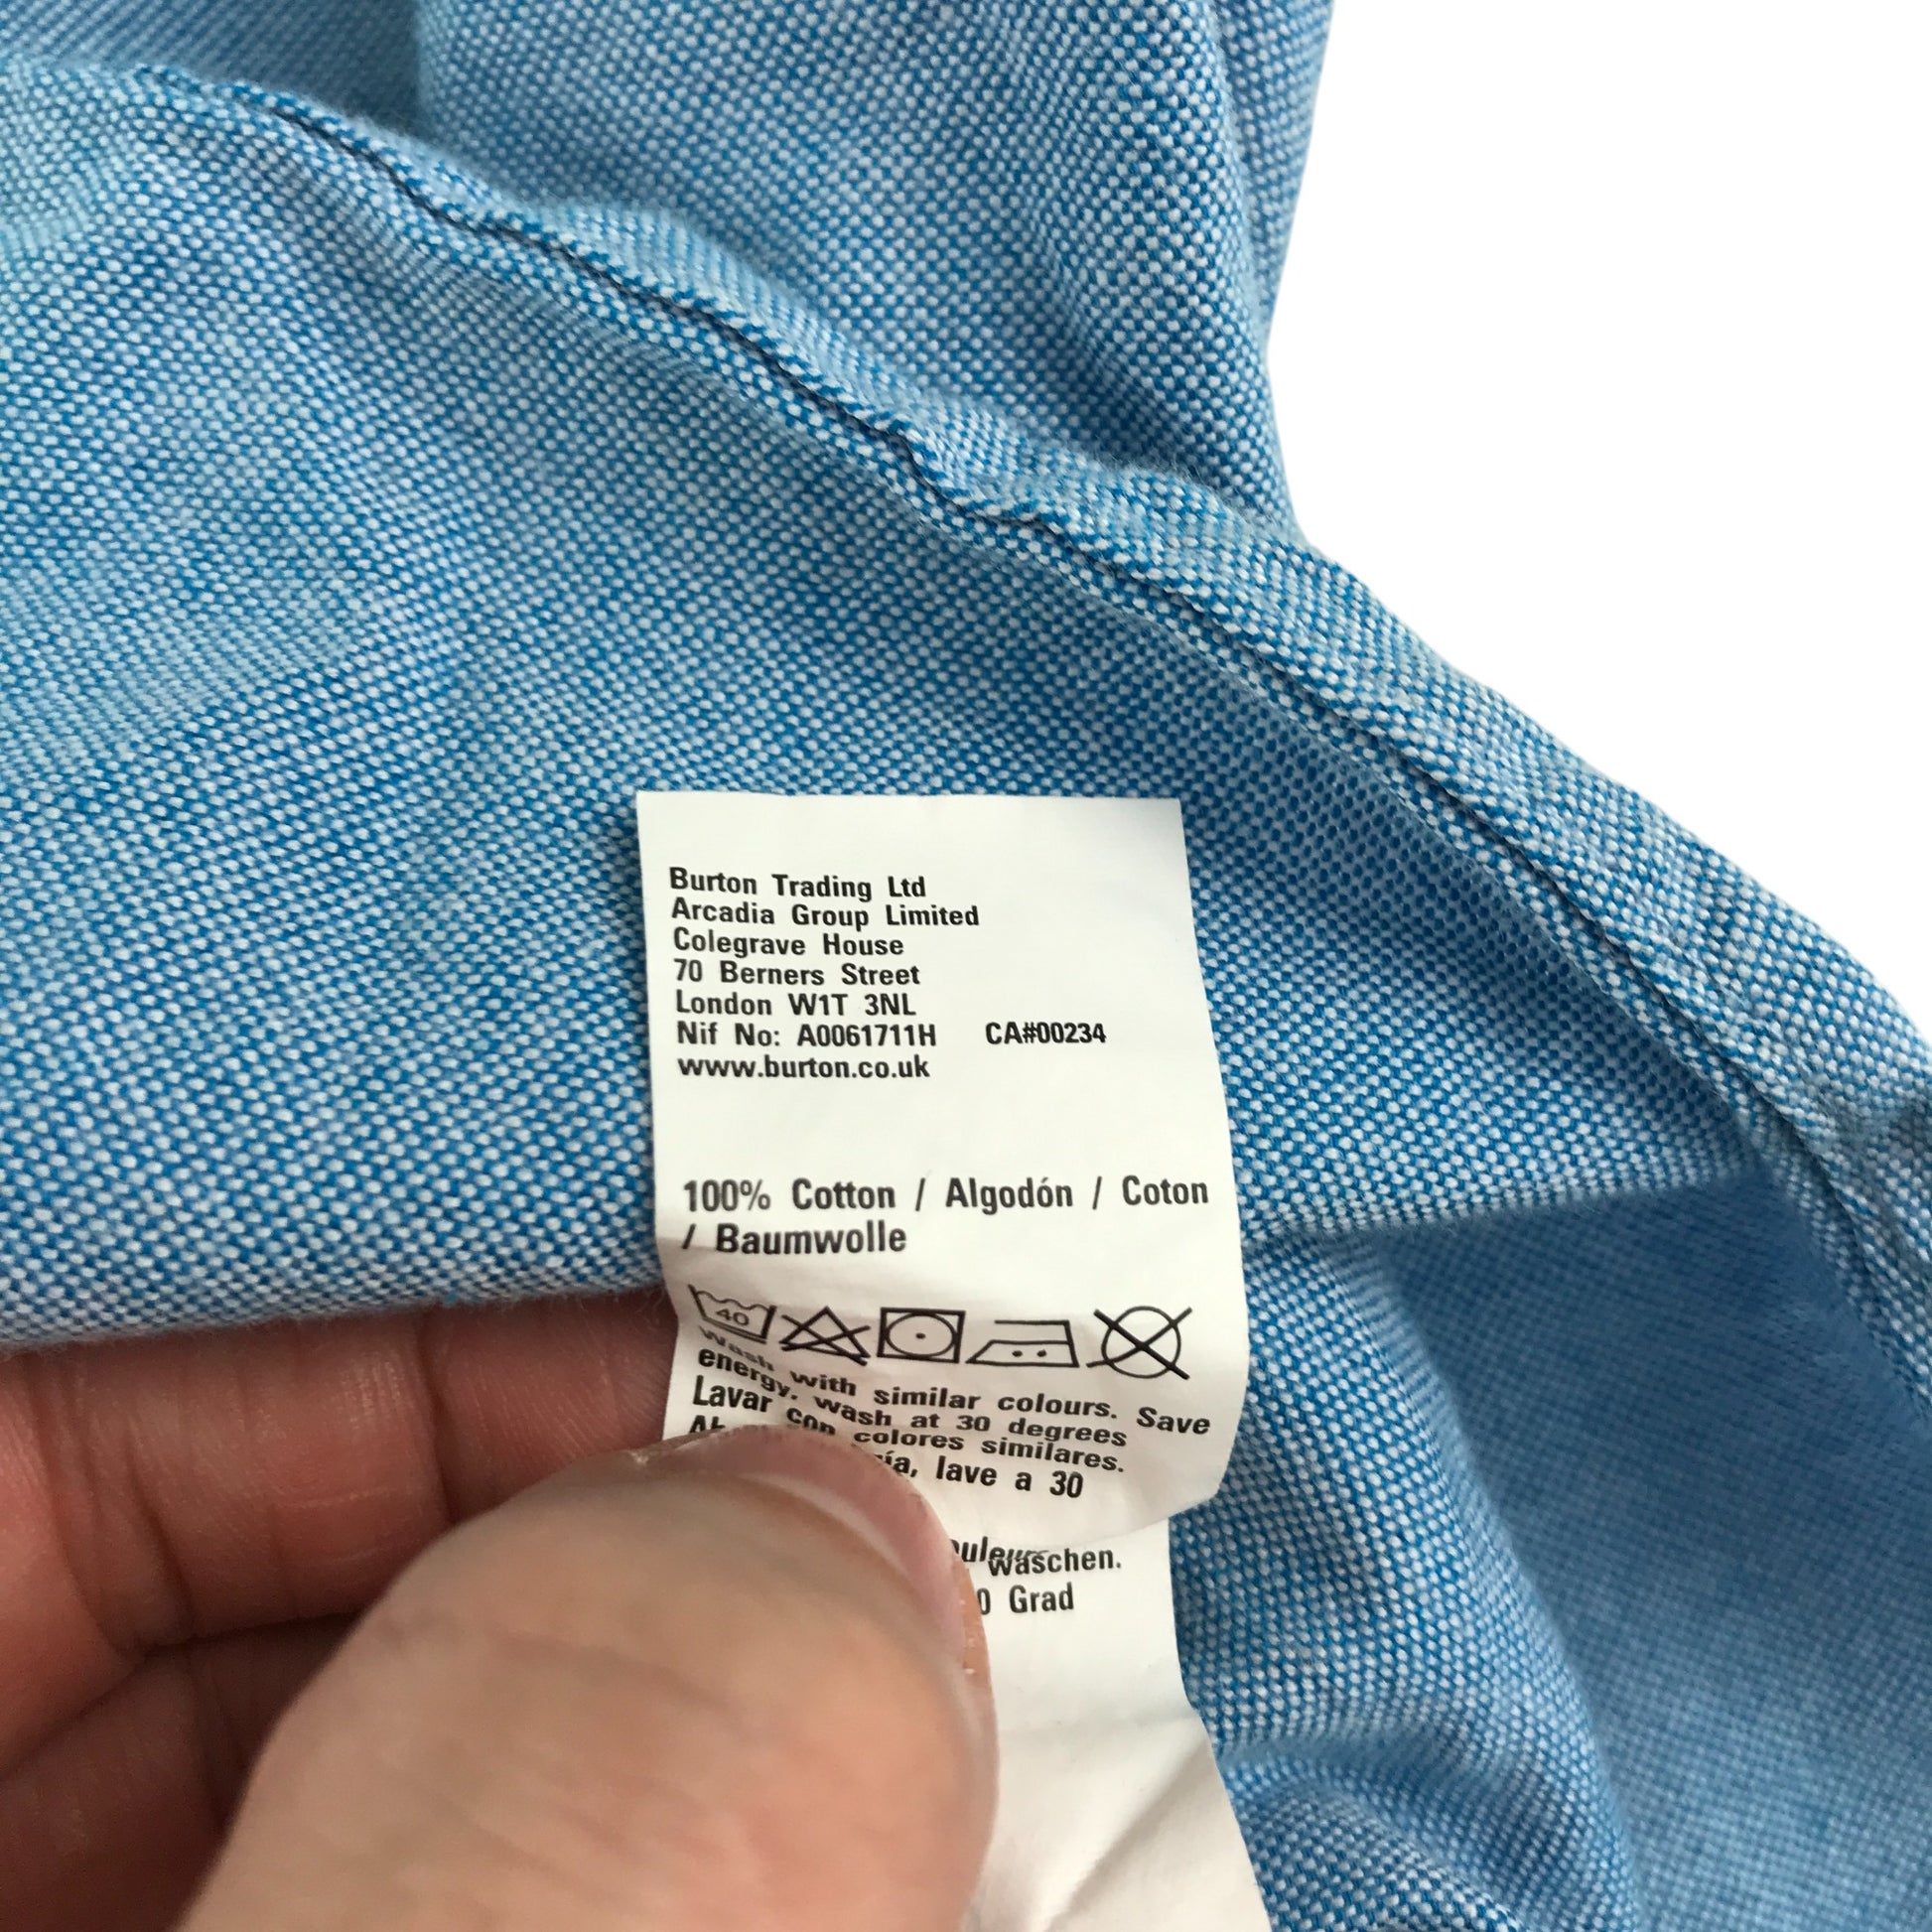 Burton Trading Ltd
Arcadia Group Limited
Colegrave House
70 Berners Street
London W1T 3NL
Nif No: A0061711H CA#00234
www.burton.co.uk
100% Cotton / Algodón / Coton
/ Baumwolle
40
Wash with similar colours. Save
energy, wash at 30 degrees
Lavar con colores similares.
lave a 30
waschen.
Grad